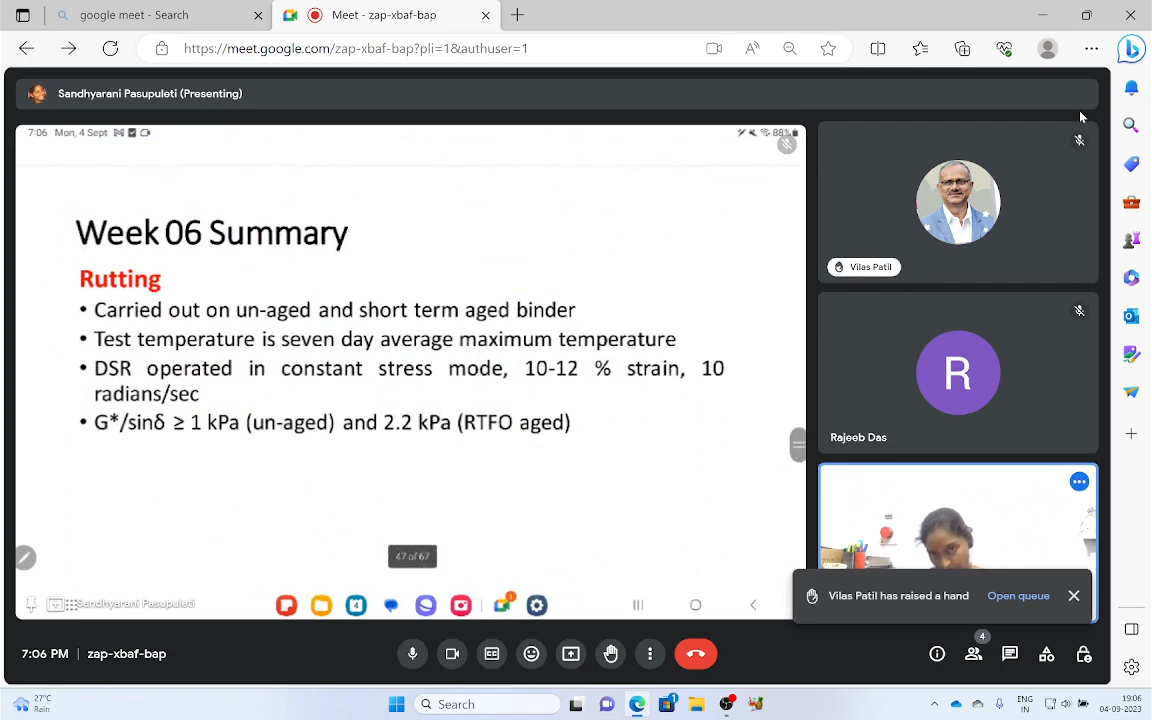 google meet - Search
Meet - zap-xbaf-bap
https://meet.google.com/zap-xbaf-bap?pli=1&authuser=1
Sandhyarani Pasupuleti (Presenting)
7:06 Mon, 4 Sept
88%
Week 06 Summary
Rutting
• Carried out on un-aged and short term aged binder
• Test temperature is seven day average maximum temperature
• DSR operated in constant stress mode, 10-12 % strain, 10
radians/sec
• G*/sinδ ≥ 1 kPa (un-aged) and 2.2 kPa (RTFO aged)
47 of 67
Sandhyarani Pasupuleti
Vilas Patil
R
Rajeeb Das
Vilas Patil has raised a hand
Open queue
7:06 PM | zap-xbaf-bap
4
27°C
Rain
Search
1
ENG
IN
19:06
04-09-2023